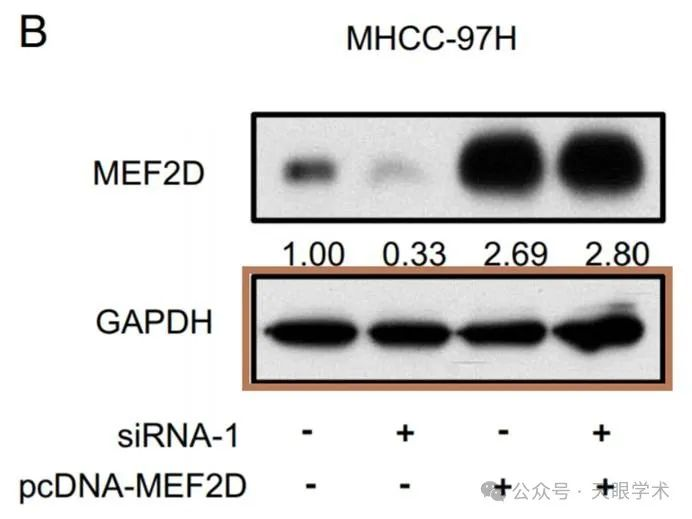 B
MHCC-97H
MEF2D
1.00 0.33 2.69 2.80
GAPDH
siRNA-1 - + - +
pcDNA-MEF2D - - + +
公众号 · 天眼学术